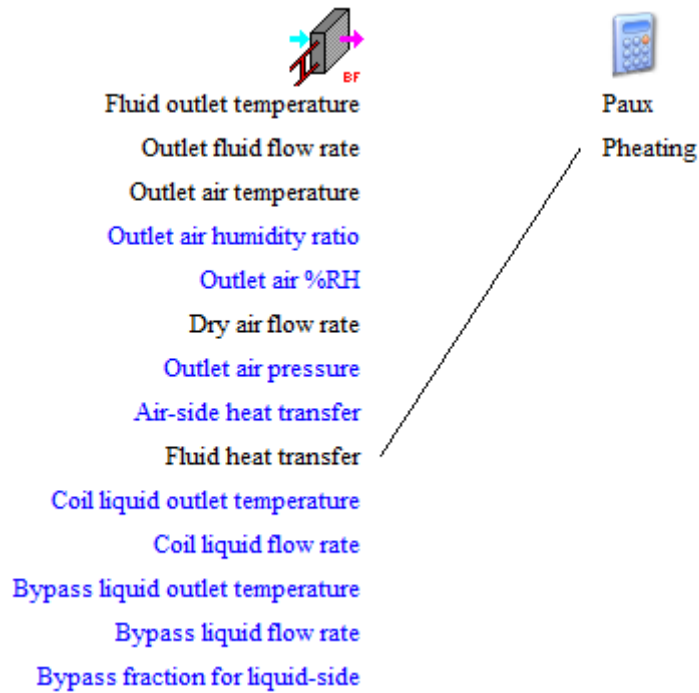 BF
Fluid outlet temperature
Paux
Outlet fluid flow rate
Pheating
Outlet air temperature
Outlet air humidity ratio
Outlet air %RH
Dry air flow rate
Outlet air pressure
Air-side heat transfer
Fluid heat transfer
Coil liquid outlet temperature
Coil liquid flow rate
Bypass liquid outlet temperature
Bypass liquid flow rate
Bypass fraction for liquid-side